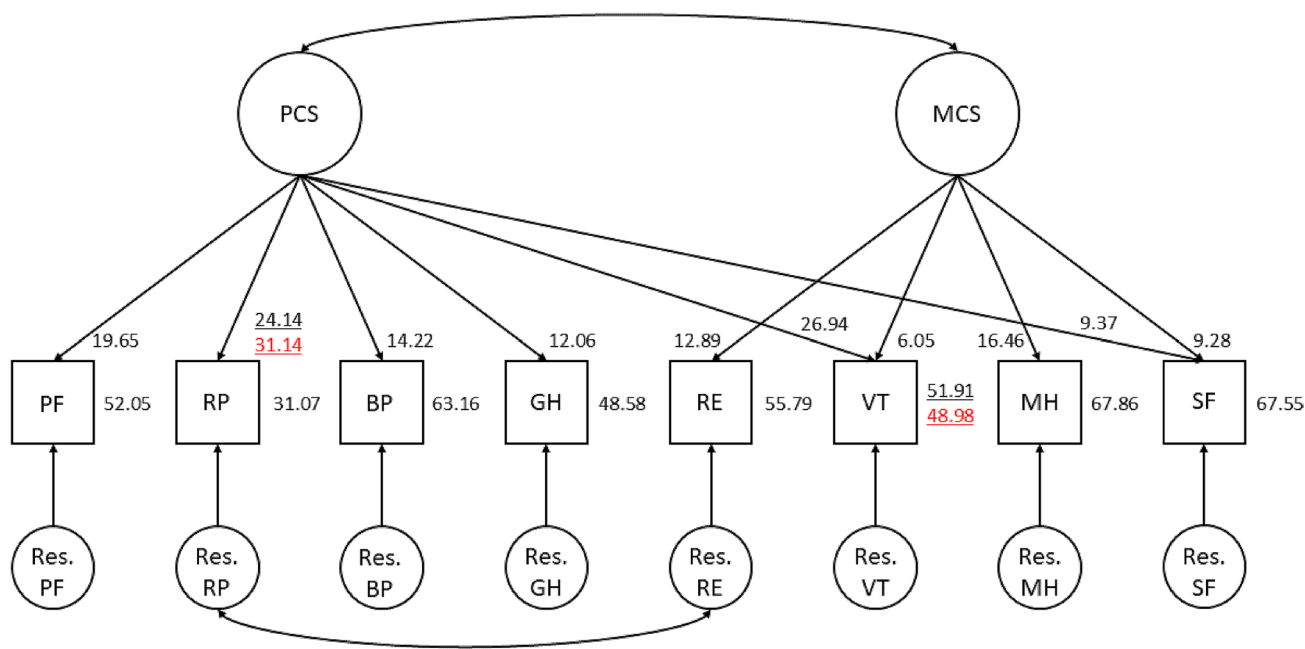 PCS
MCS
24.14
31.14
19.65
14.22
12.06
12.89
26.94
6.05
16.46
9.37
9.28
PF
52.05
RP
31.07
BP
63.16
GH
48.58
RE
55.79
VT
51.91
48.98
MH
67.86
SF
67.55
Res.
PF
Res.
RP
Res.
BP
Res.
GH
Res.
RE
Res.
VT
Res.
MH
Res.
SF